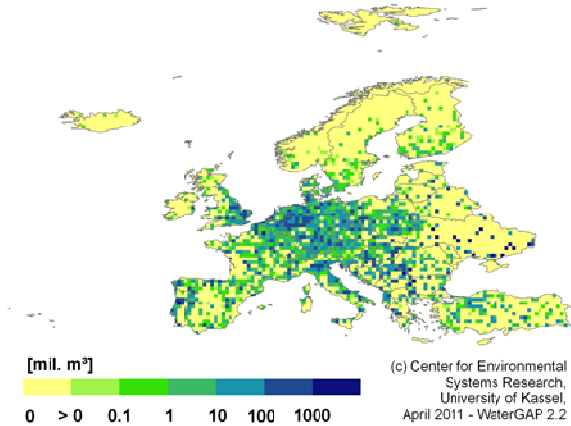 [mil. m³]
0 > 0 0.1 1 10 100 1000
(c) Center for Environmental
Systems Research,
University of Kassel,
April 2011 - WaterGAP 2.2